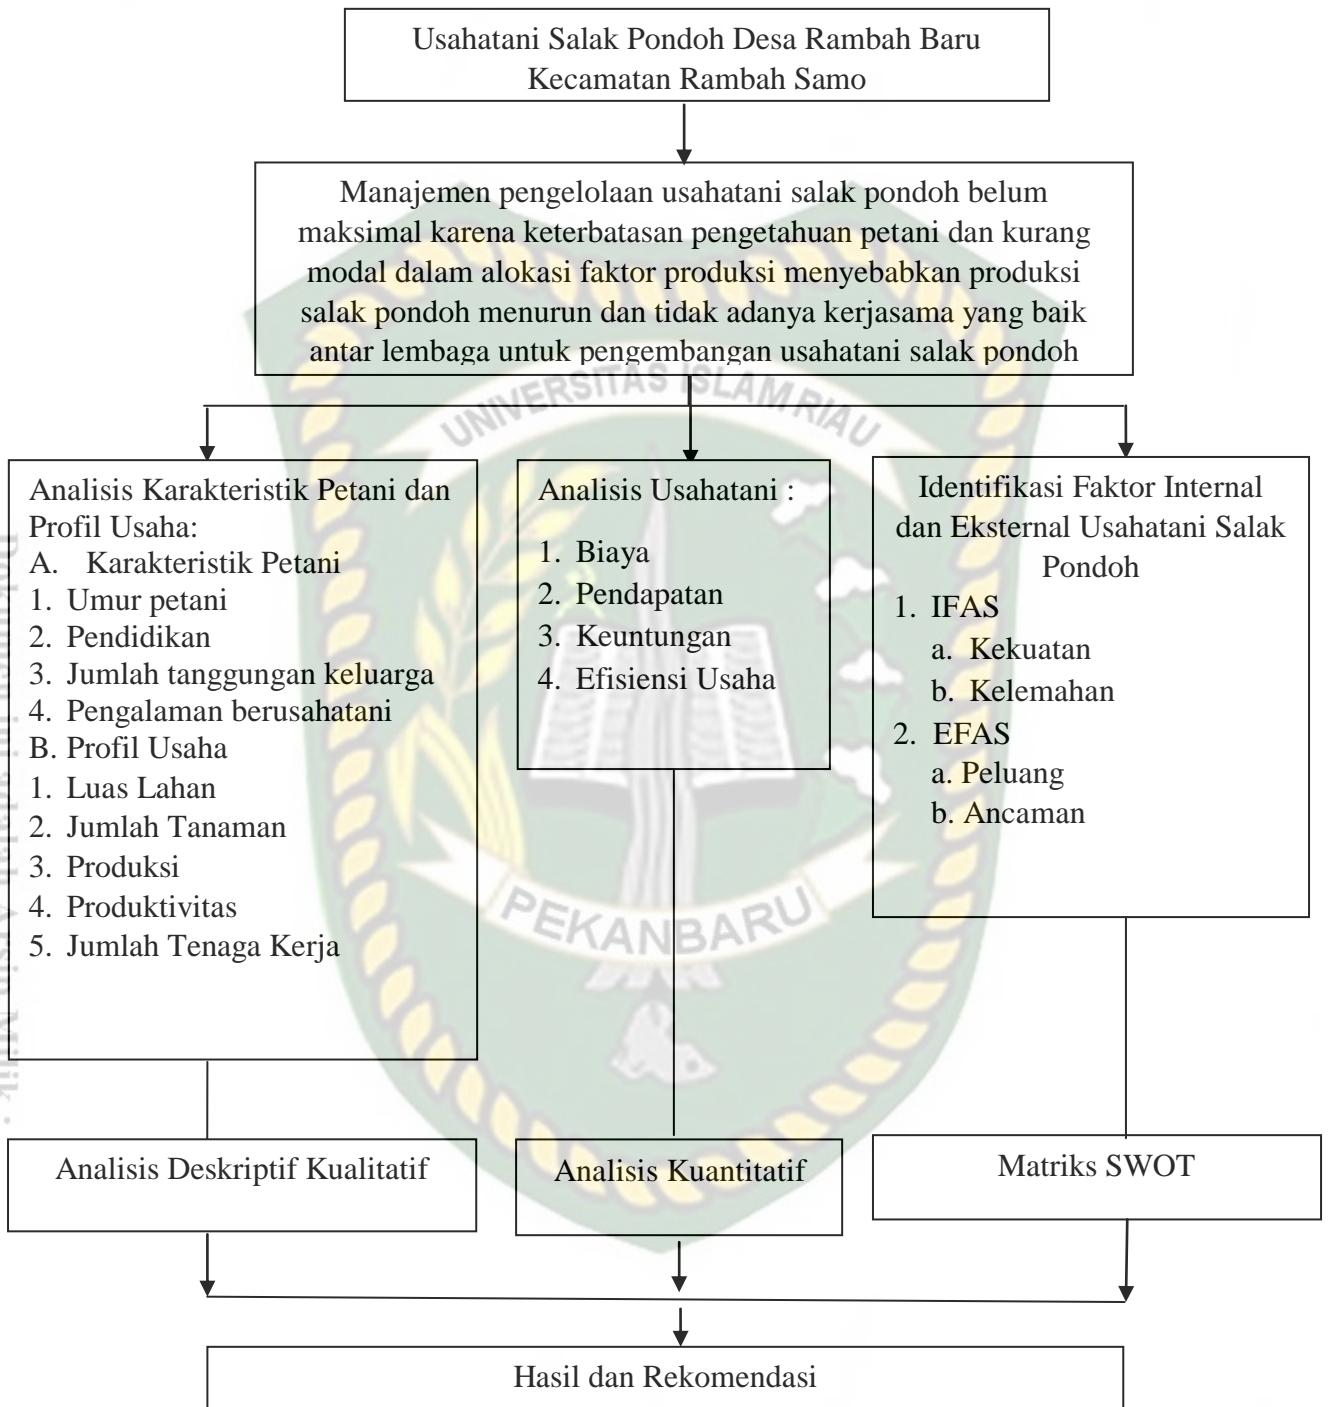 Usahatani Salak Pondoh Desa Rambah Baru
Kecamatan Rambah Samo
Manajemen pengelolaan usahatani salak pondoh belum
maksimal karena keterbatasan pengetahuan petani dan kurang
modal dalam alokasi faktor produksi menyebabkan produksi
salak pondoh menurun dan tidak adanya kerjasama yang baik
antar lembaga untuk pengembangan usahatani salak pondoh
UNIVERSITAS ISLAM RIAU
Analisis Karakteristik Petani dan
Profil Usaha:
A. Karakteristik Petani
1. Umur petani
2. Pendidikan
3. Jumlah tanggungan keluarga
4. Pengalaman berusahatani
B. Profil Usaha
1. Luas Lahan
2. Jumlah Tanaman
3. Produksi
4. Produktivitas
5. Jumlah Tenaga Kerja
Analisis Usahatani :
1. Biaya
2. Pendapatan
3. Keuntungan
4. Efisiensi Usaha
Identifikasi Faktor Internal
dan Eksternal Usahatani Salak
Pondoh
1. IFAS
a. Kekuatan
b. Kelemahan
2. EFAS
a. Peluang
b. Ancaman
PEKANBARU
Analisis Deskriptif Kualitatif
Analisis Kuantitatif
Matriks SWOT
Hasil dan Rekomendasi